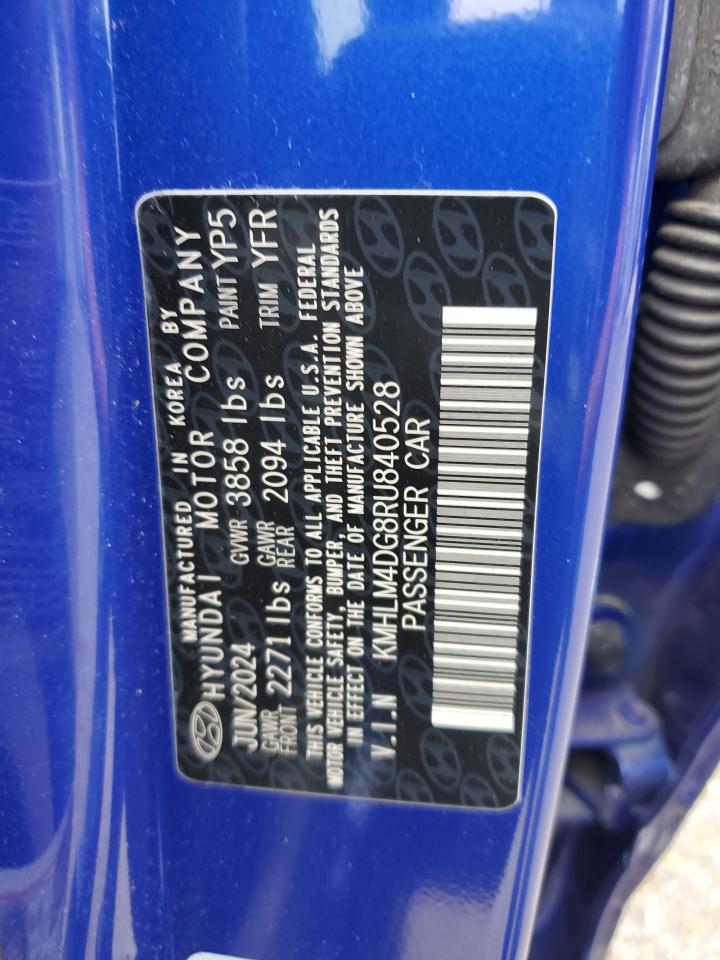 MANUFACTURED IN KOREA BY
HYUNDAI MOTOR COMPANY
JUN/2024 GVWR 3858 lbs PAINT YP5
GAWR FRONT 2271 lbs GAWR REAR 2094 lbs TRIM YFR
THIS VEHICLE CONFORMS TO ALL APPLICABLE U.S.A. FEDERAL
MOTOR VEHICLE SAFETY, BUMPER, AND THEFT PREVENTION STANDARDS
IN EFFECT ON THE DATE OF MANUFACTURE SHOWN ABOVE
V.I.N KMHLM4DG8RU840528
PASSENGER CAR